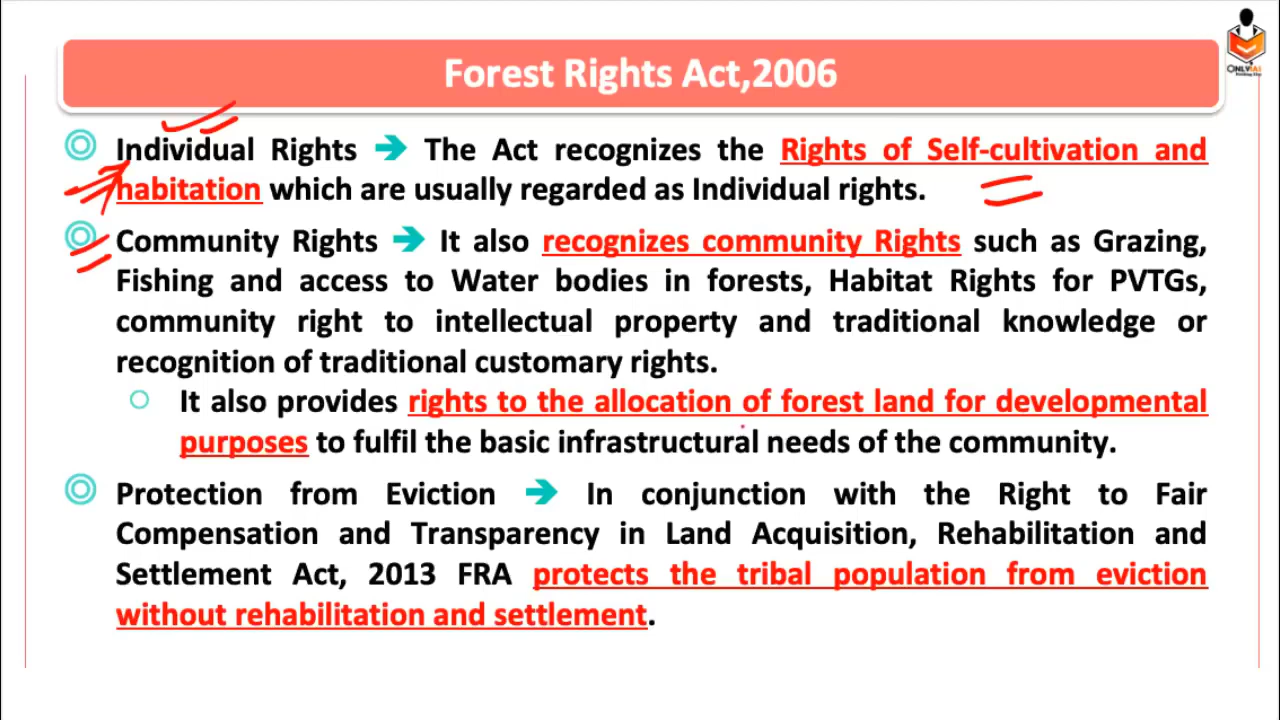 Forest Rights Act,2006
ONLYIAS
Individual Rights ➔ The Act recognizes the Rights of Self-cultivation and
habitation which are usually regarded as Individual rights.
Community Rights ➔ It also recognizes community Rights such as Grazing,
Fishing and access to Water bodies in forests, Habitat Rights for PVTGs,
community right to intellectual property and traditional knowledge or
recognition of traditional customary rights.
It also provides rights to the allocation of forest land for developmental
purposes to fulfil the basic infrastructural needs of the community.
Protection from Eviction ➔ In conjunction with the Right to Fair
Compensation and Transparency in Land Acquisition, Rehabilitation and
Settlement Act, 2013 FRA protects the tribal population from eviction
without rehabilitation and settlement.